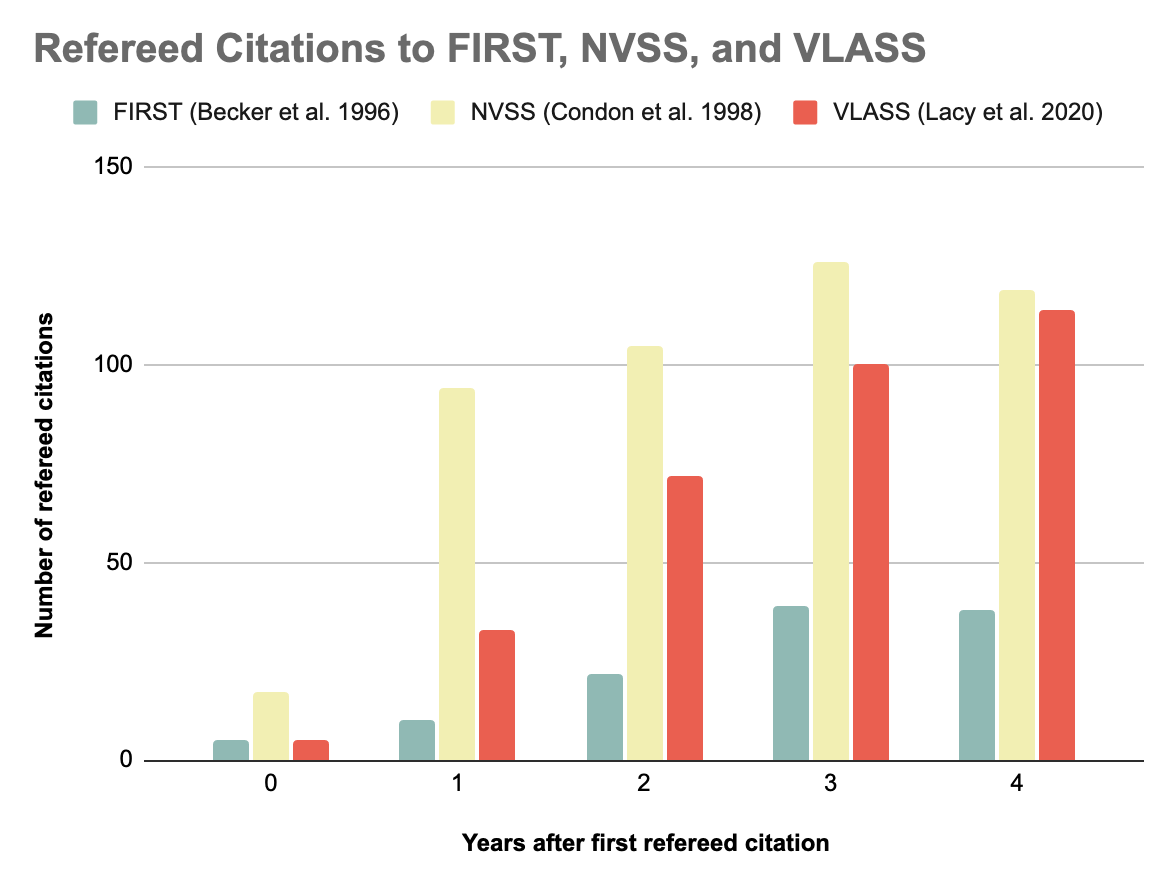 Refereed Citations to FIRST, NVSS, and VLASS
FIRST (Becker et al. 1996) NVSS (Condon et al. 1998) VLASS (Lacy et al. 2020)
150
100
50
0
Number of refereed citations
0 1 2 3 4
Years after first refereed citation